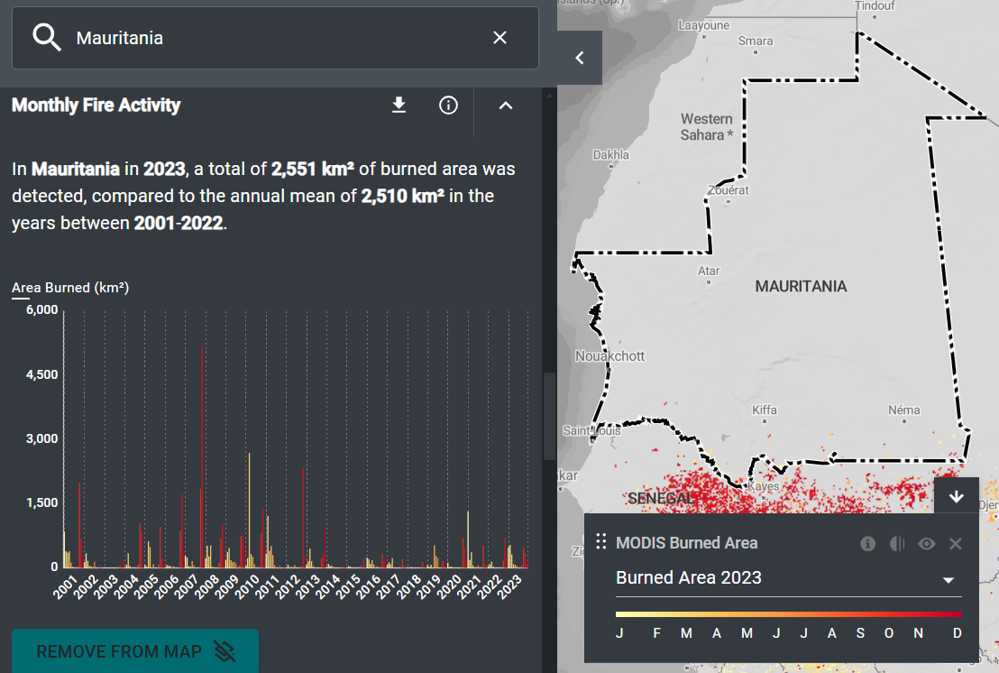 Mauritania
Monthly Fire Activity
In Mauritania in 2023, a total of 2,551 km² of burned area was
detected, compared to the annual mean of 2,510 km² in the
years between 2001-2022.
Area Burned (km²)
6,000
4,500
3,000
1,500
0
2001 2002 2003 2004 2005 2006 2007 2008 2009 2010 2011 2012 2013 2014 2015 2016 2017 2018 2019 2020 2021 2022 2023
REMOVE FROM MAP
Tindouf
Laayoune
Smara
Western
Sahara *
Dakhla
Zouérat
Atar
MAURITANIA
Nouakchott
Kiffa
Néma
Saint-Louis
Kayes
SENEGAL
MODIS Burned Area
Burned Area 2023
J F M A M J J A S O N D